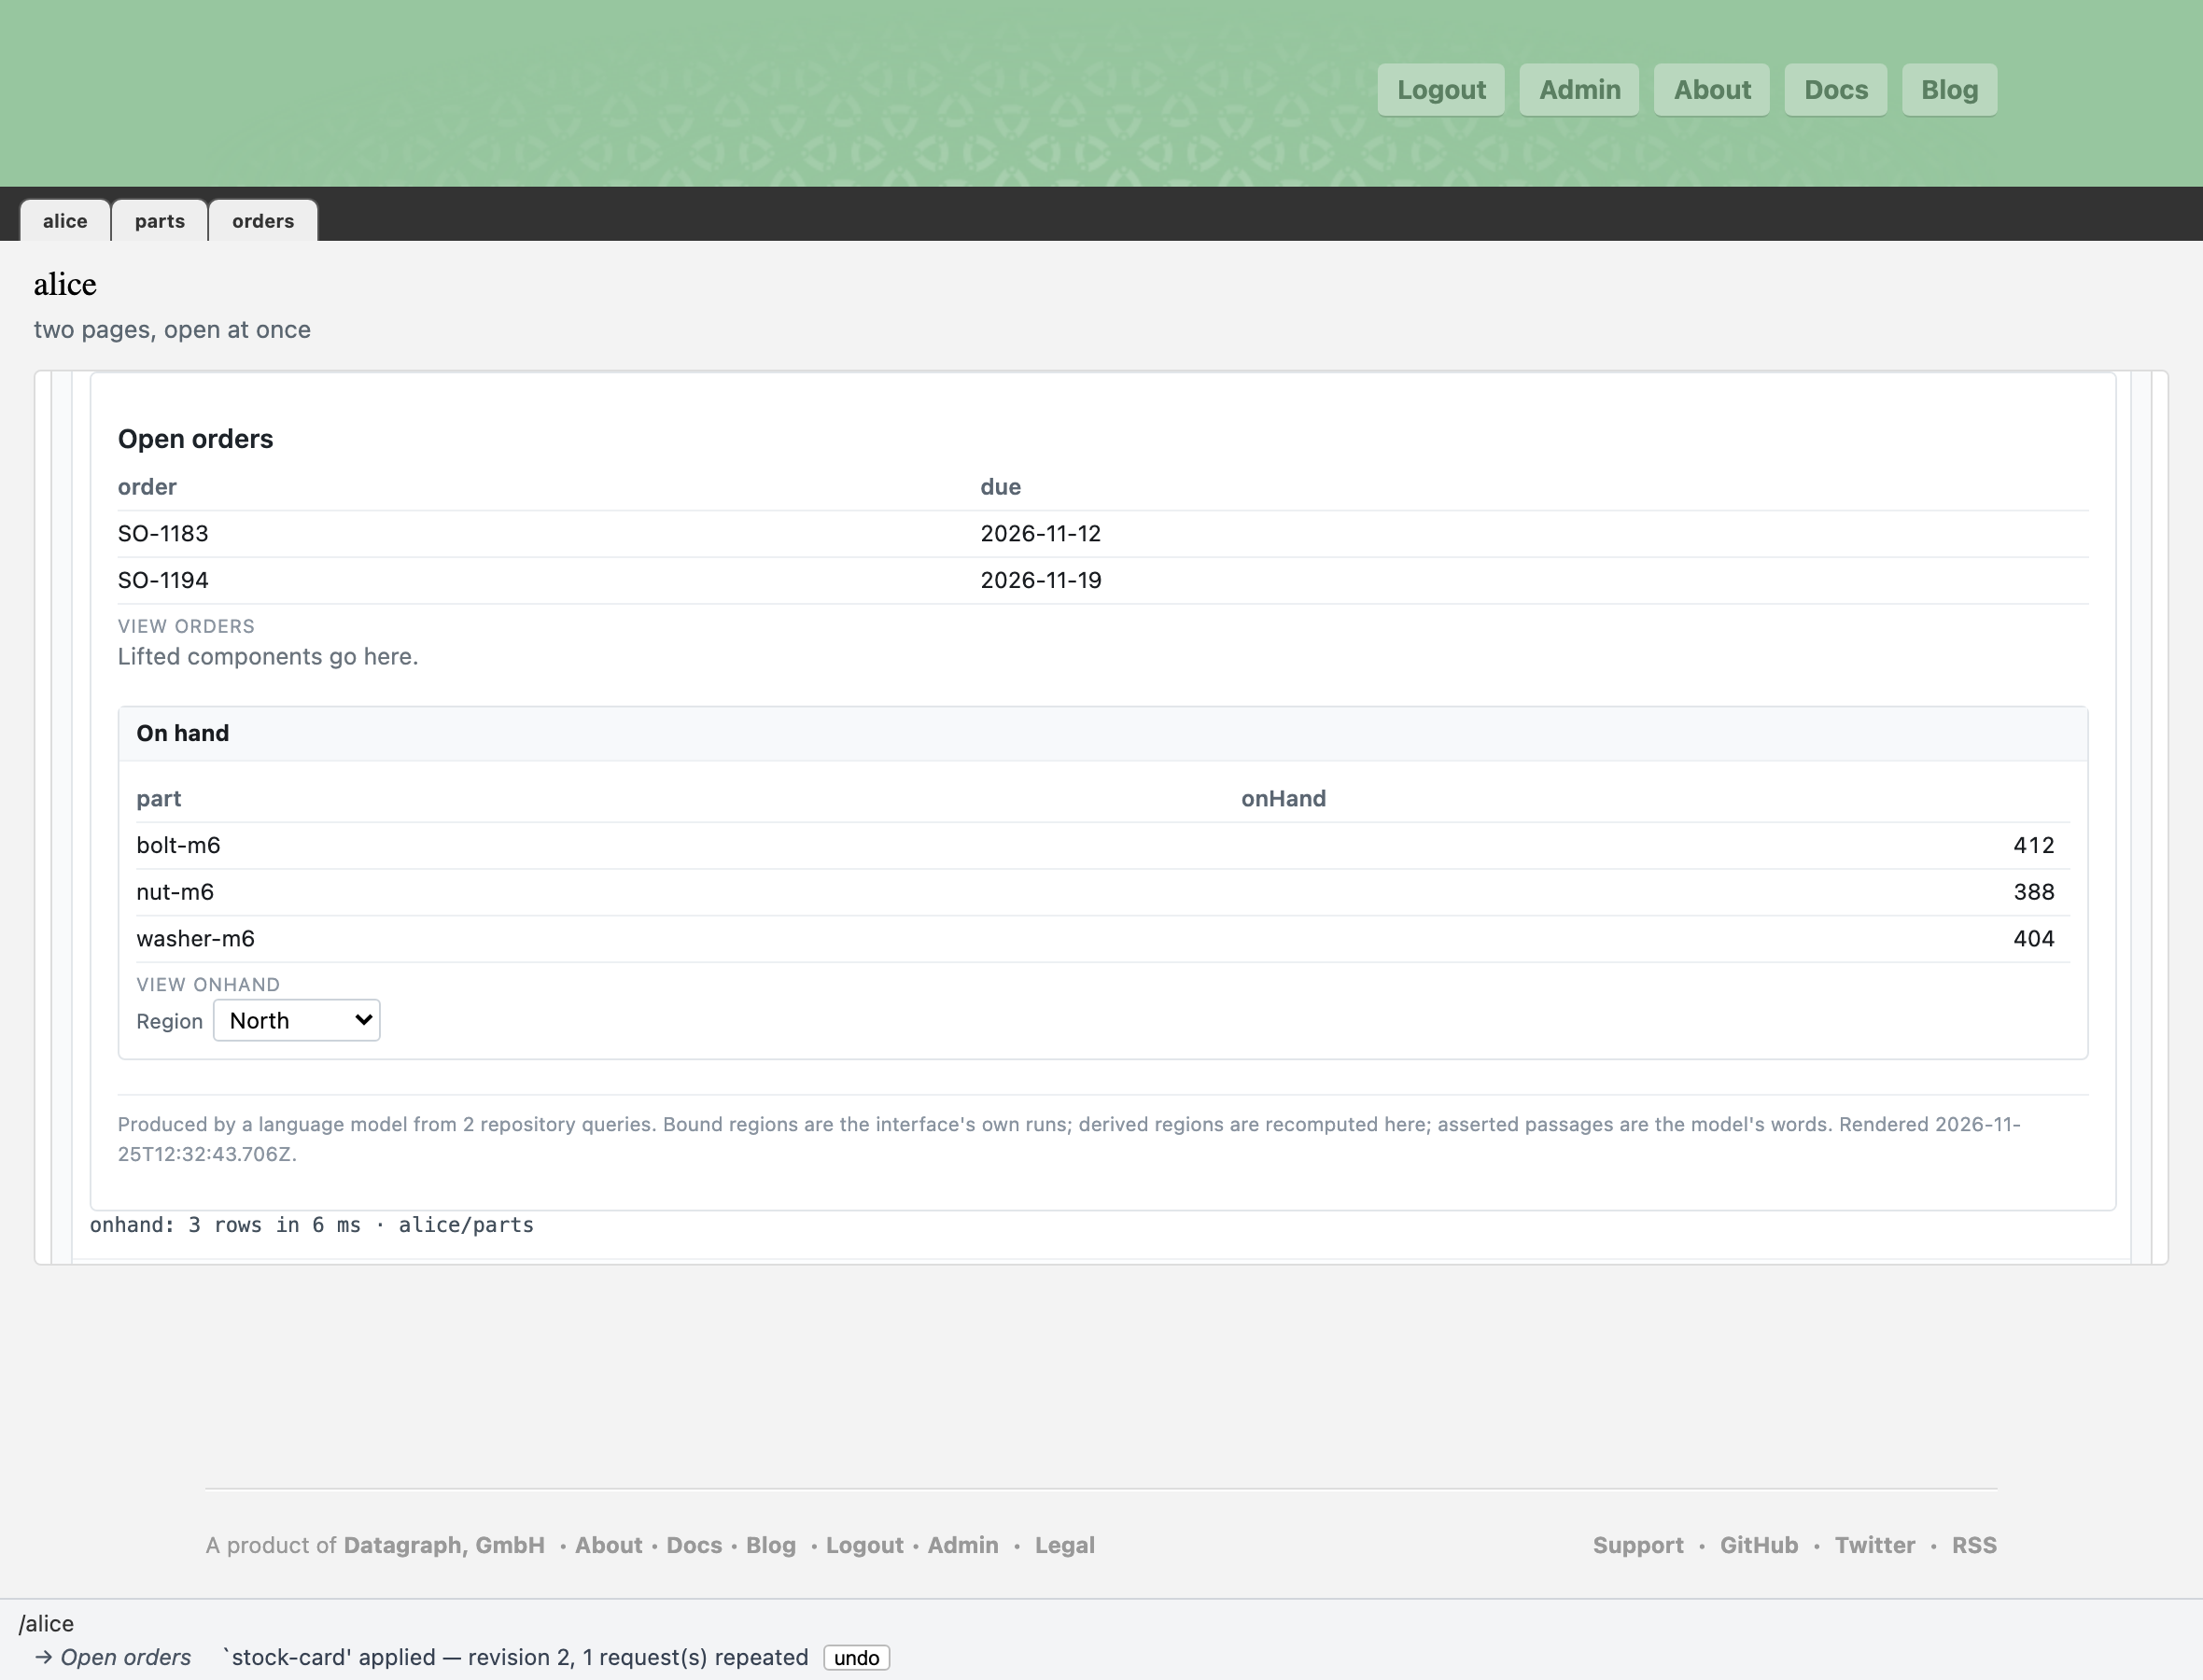 Logout Admin About Docs Blog
alice parts orders
alice
two pages, open at once
Open orders
order due
SO-1183 2026-11-12
SO-1194 2026-11-19
VIEW ORDERS
Lifted components go here.
On hand
part onHand
bolt-m6 412
nut-m6 388
washer-m6 404
VIEW ONHAND
Region North
Produced by a language model from 2 repository queries. Bound regions are the interface's own runs; derived regions are recomputed here; asserted passages are the model's words. Rendered 2026-11-
25T12:32:43.706Z.
onhand: 3 rows in 6 ms · alice/parts
A product of Datagraph, GmbH • About • Docs • Blog • Logout • Admin • Legal Support • GitHub • Twitter • RSS
/alice
→ Open orders `stock-card' applied — revision 2, 1 request(s) repeated undo